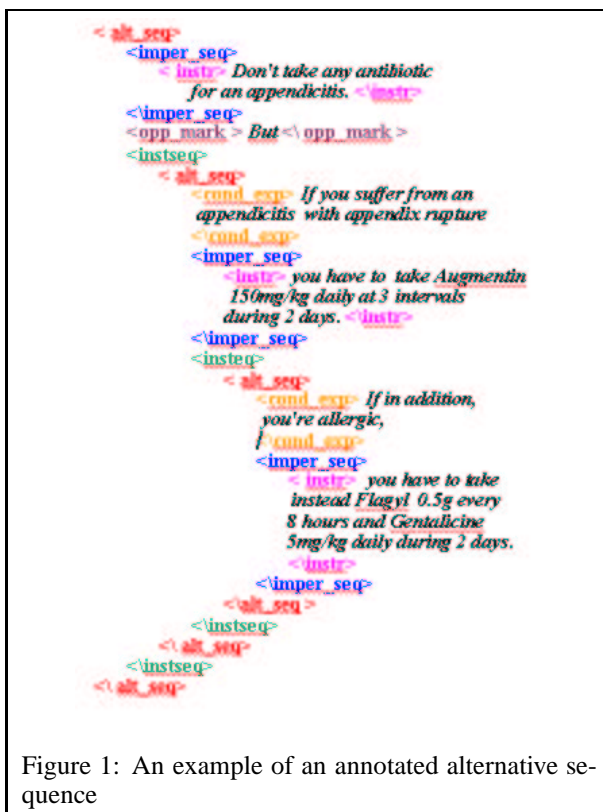 < alt_seq>
<imper_seq>
< instr> Don't take any antibiotic
for an appendicitis. <\instr>
<\imper_seq>
<opp_mark > But <\ opp_mark >
<instseq>
< alt_seq>
<cond_exp> If you suffer from an
appendicitis with appendix rupture
<\cond_exp>
<imper_seq>
<instr> you have to take Augmentin
150mg/kg daily at 3 intervals
during 2 days. <\instr>
<\imper_seq>
<insteq>
< alt_seq>
<cond_exp> If in addition,
you're allergic,
<\cond_exp>
<imper_seq>
< instr> you have to take
instead Flagyl 0.5g every
8 hours and Gentalicine
5mg/kg daily during 2 days.
<\instr>
<\imper_seq>
<\alt_seq >
<\instseq>
<\ alt_seq>
<\instseq>
<\ alt_seq>
Figure 1: An example of an annotated alternative se-
quence